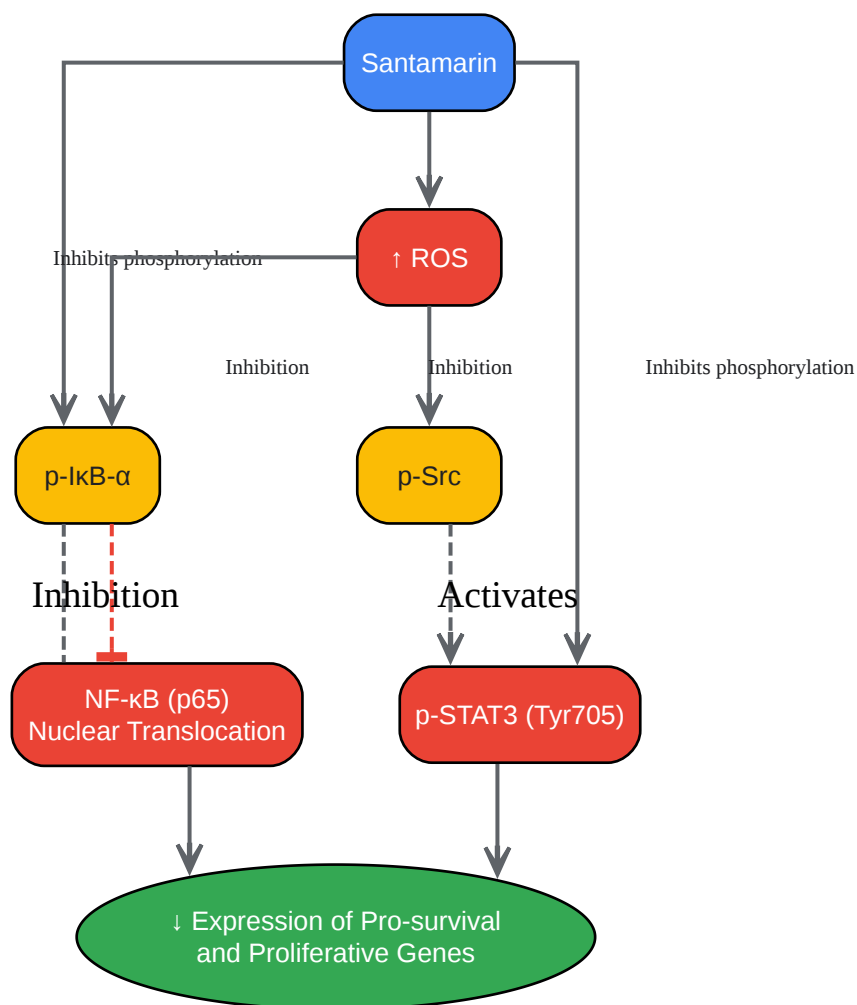 Santamarin
↑ ROS
Inhibits phosphorylation
Inhibition
Inhibition
Inhibits phosphorylation
p-IκB-α
p-Src
Inhibition
Activates
NF-κB (p65)
Nuclear Translocation
p-STAT3 (Tyr705)
↓ Expression of Pro-survival
and Proliferative Genes